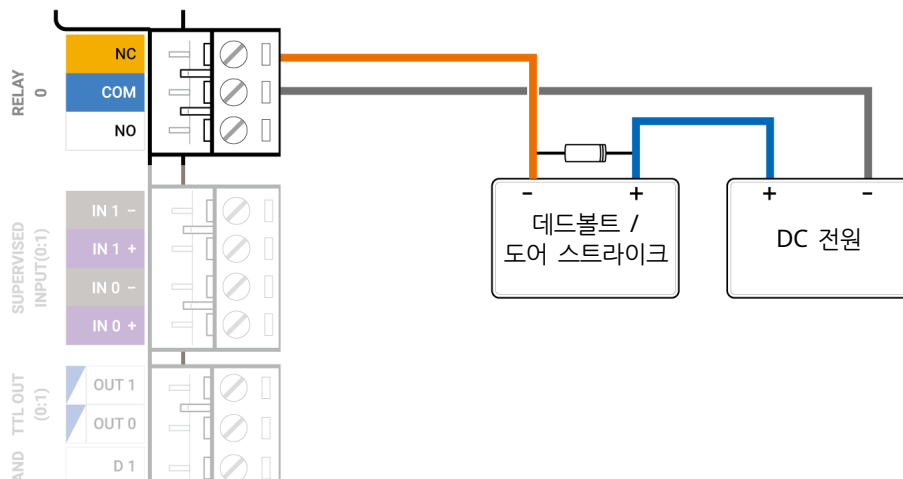 RELAY
0
NC
COM
NO
- +
데드볼트 /
도어 스트라이크
+ -
DC 전원
SUPERVISED
INPUT(0:1)
IN 1 -
IN 1 +
IN 0 -
IN 0 +
TTL OUT
(0:1)
OUT 1
OUT 0
AND
D 1